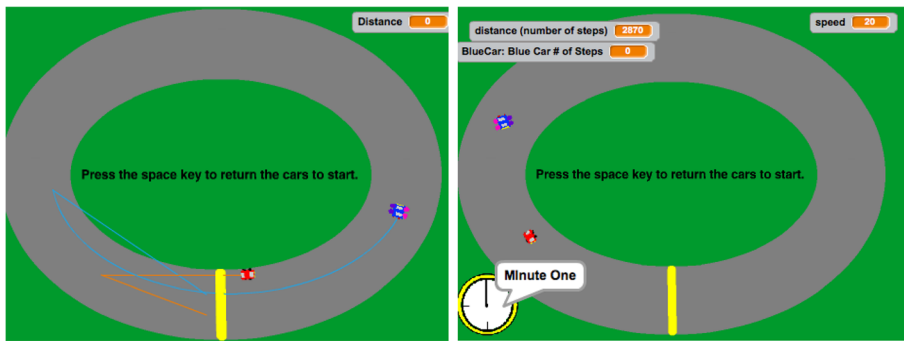 Distance 0
Press the space key to return the cars to start.
distance (number of steps) 2870
speed 20
BlueCar: Blue Car # of Steps 0
Press the space key to return the cars to start.
MInute One